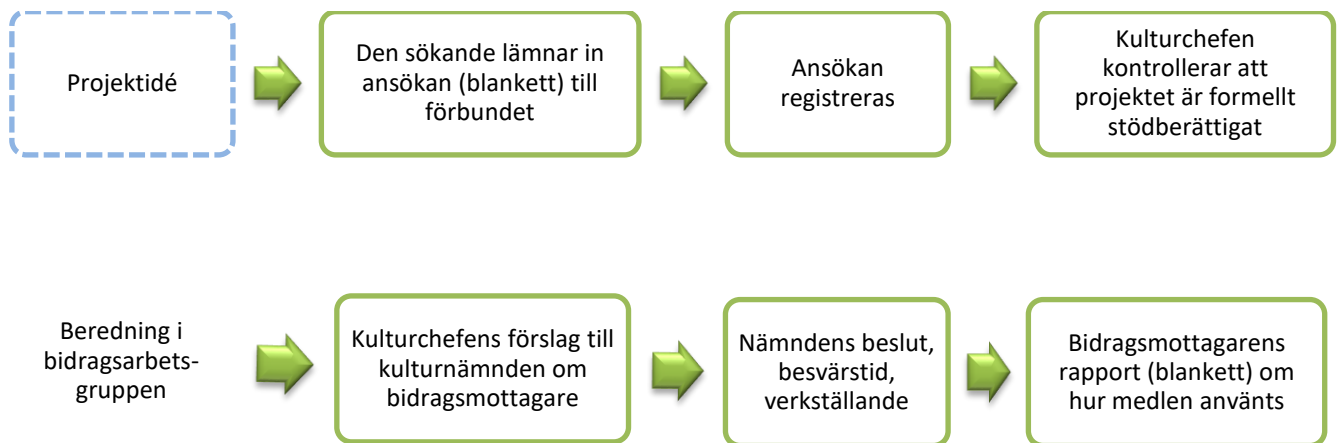 Projektidé
Den sökande lämnar in
ansökan (blankett) till
förbundet
Ansökan
registreras
Kulturchefen
kontrollerar att
projektet är formellt
stödberättigat
Beredning i
bidragsarbets-
gruppen
Kulturchefens förslag till
kulturnämnden om
bidragsmottagare
Nämndens beslut,
besvärstid,
verkställande
Bidragsmottagarens
rapport (blankett) om
hur medlen använts